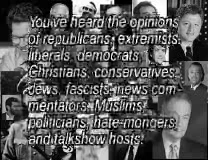 You've heard the opinions
of republicans, extremists,
liberals, democrats,
Christians, conservatives,
Jews, fascists, news com-
mentators, Muslims,
politicians, hate-mongers,
and talkshow hosts.